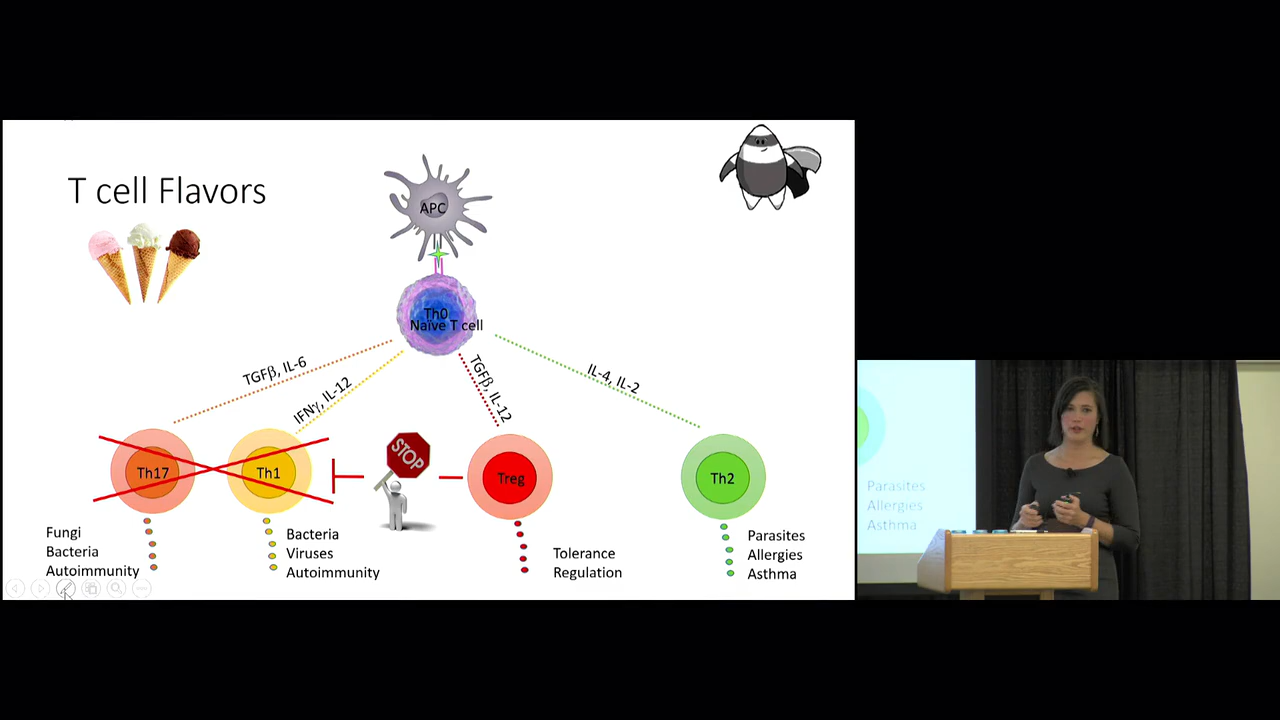 T cell Flavors
APC
Th0
Naïve T cell
TGFβ, IL-6
IFNγ, IL-12
TGFβ, IL-12
IL-4, IL-2
Th17
Th1
STOP
Treg
Th2
Fungi
Bacteria
Autoimmunity
Bacteria
Viruses
Autoimmunity
Tolerance
Regulation
Parasites
Allergies
Asthma
Parasites
Allergies
Asthma